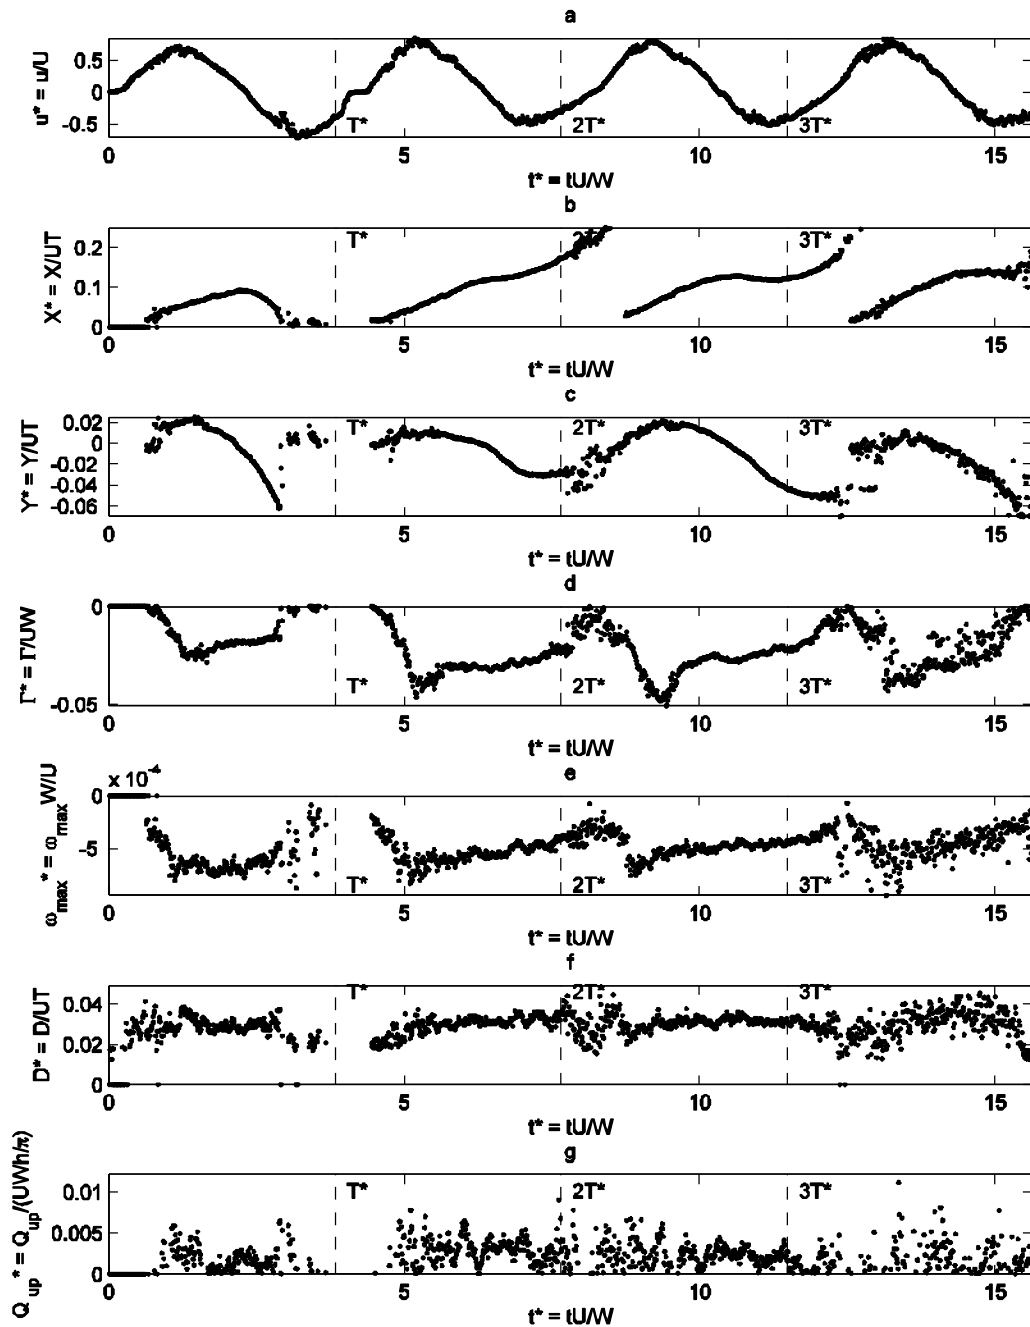 a
u* = u/U
0.5
0
-0.5
T* 2T* 3T*
0 5 10 15
t* = tU/W
b
X* = X/UT
0.2
0.1
0
T* 2T* 3T*
0 5 10 15
t* = tU/W
c
Y* = Y/UT
0.02
0
-0.02
-0.04
-0.06
T* 2T* 3T*
0 5 10 15
t* = tU/W
d
Γ* = Γ/UW
0
-0.05
T* 2T* 3T*
0 5 10 15
t* = tU/W
e
x 10^-4
ω_max* = ω_max W/U
0
-5
T* 2T* 3T*
0 5 10 15
t* = tU/W
f
D* = D/UT
0.04
0.02
0
T* 2T* 3T*
0 5 10 15
t* = tU/W
g
Q_up* = Q_up/(UWh/π)
0.01
0.005
0
T* 2T* 3T*
0 5 10 15
t* = tU/W